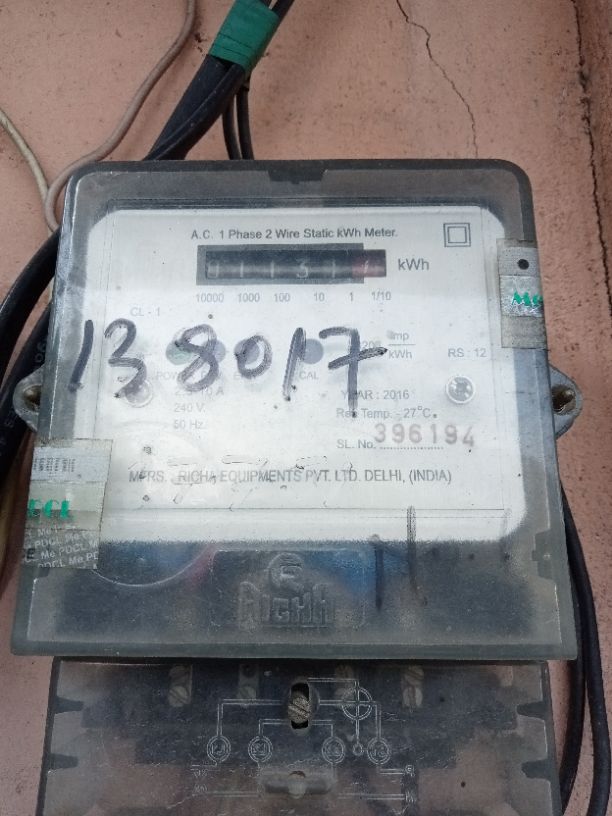 A.C. 1 Phase 2 Wire Static kWh Meter.
kWh
10000 1000 100 10 1 1/10
CL - 1
imp
kWh
RS : 12
138017
CAL
240 V.
50 Hz.
YEAR : 2016
Ref. Temp. - 27°C
SL. No. 396194
MFRS. : RICHA EQUIPMENTS PVT. LTD. DELHI, (INDIA)
RICHA